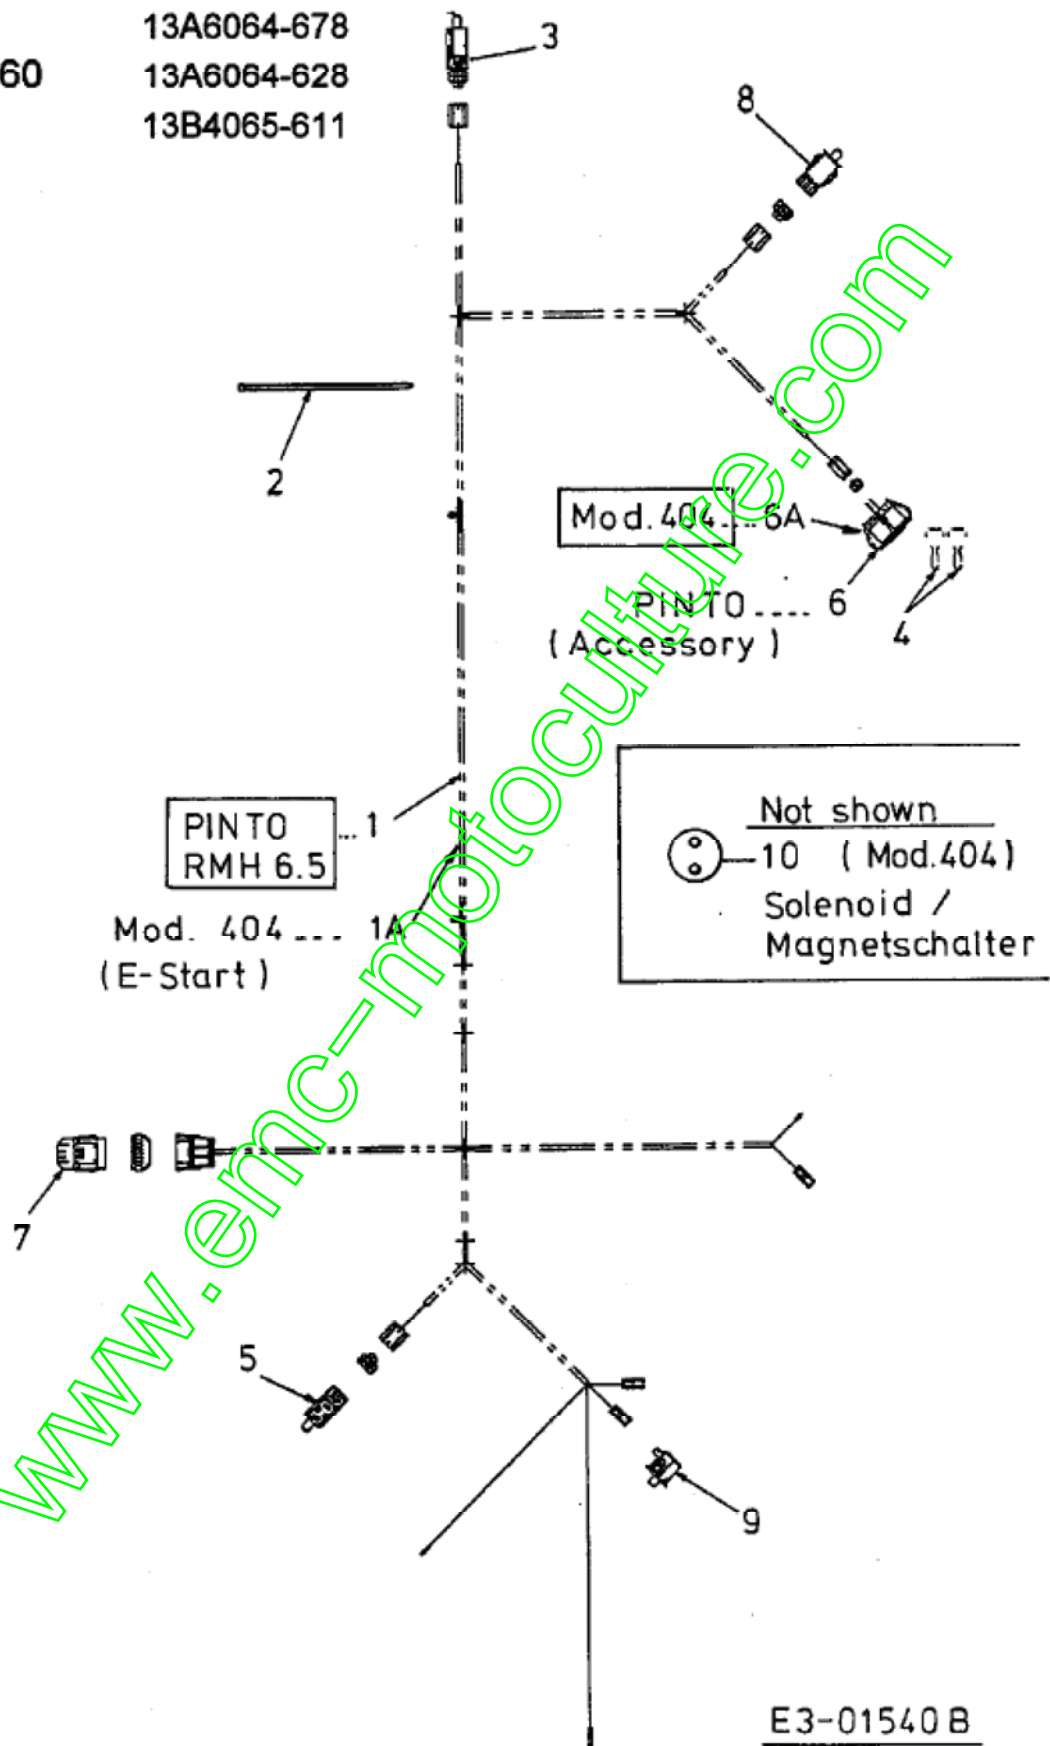 13A6064-678
60 13A6064-628
13B4065-611
3
8
2
Mod.404 ... 6A
PINTO .... 6
(Accessory)
4
PINTO ... 1
RMH 6.5
Mod. 404 --- 1A
(E-Start)
Not shown
10 (Mod.404)
Solenoid /
Magnetschalter
7
5
9
E3-01540 B
www.emc-motoculture.com